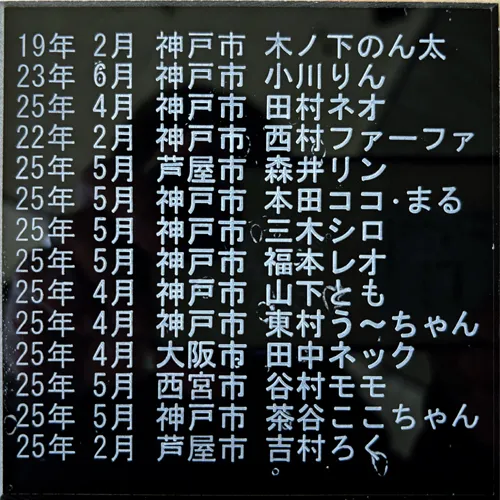 19年 2月 神戸市 木ノ下のん太
23年 6月 神戸市 小川りん
25年 4月 神戸市 田村ネオ
22年 2月 神戸市 西村ファーファ
25年 5月 芦屋市 森井リン
25年 5月 神戸市 本田ココ・まる
25年 5月 神戸市 三木シロ
25年 5月 神戸市 福本レオ
25年 4月 神戸市 山下とも
25年 4月 神戸市 東村う～ちゃん
25年 4月 大阪市 田中ネック
25年 5月 西宮市 谷村モモ
25年 5月 神戸市 茶谷ここちゃん
25年 2月 芦屋市 吉村ろく